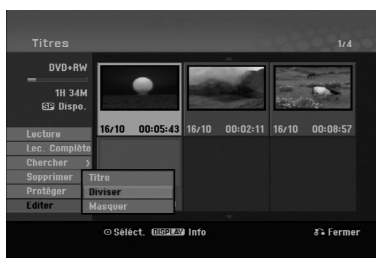 Titres
1/4
DVD+RW
1H 34M
SP Dispo.
16/10 00:05:43 16/10 00:02:11 16/10 00:08:57
Lecture
Lec. Complète
Chercher >
Supprimer
Protéger
Editer
Titre
Diviser
Masquer
Séléct. DISPLAY Info
Fermer